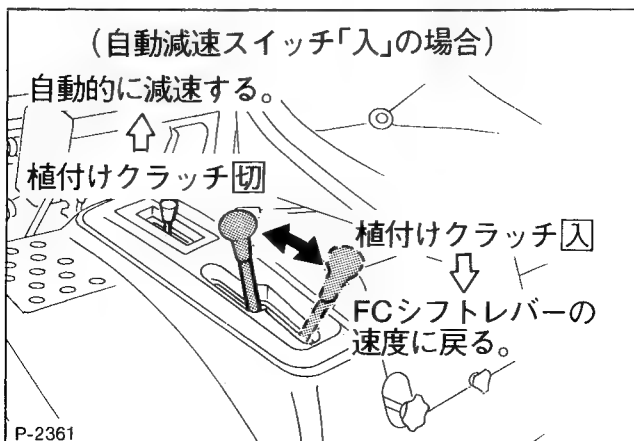 （自動減速スイッチ「入」の場合）
自動的に減速する。
植付けクラッチ切
植付けクラッチ入
FCシフトレバーの
速度に戻る。
P-2361